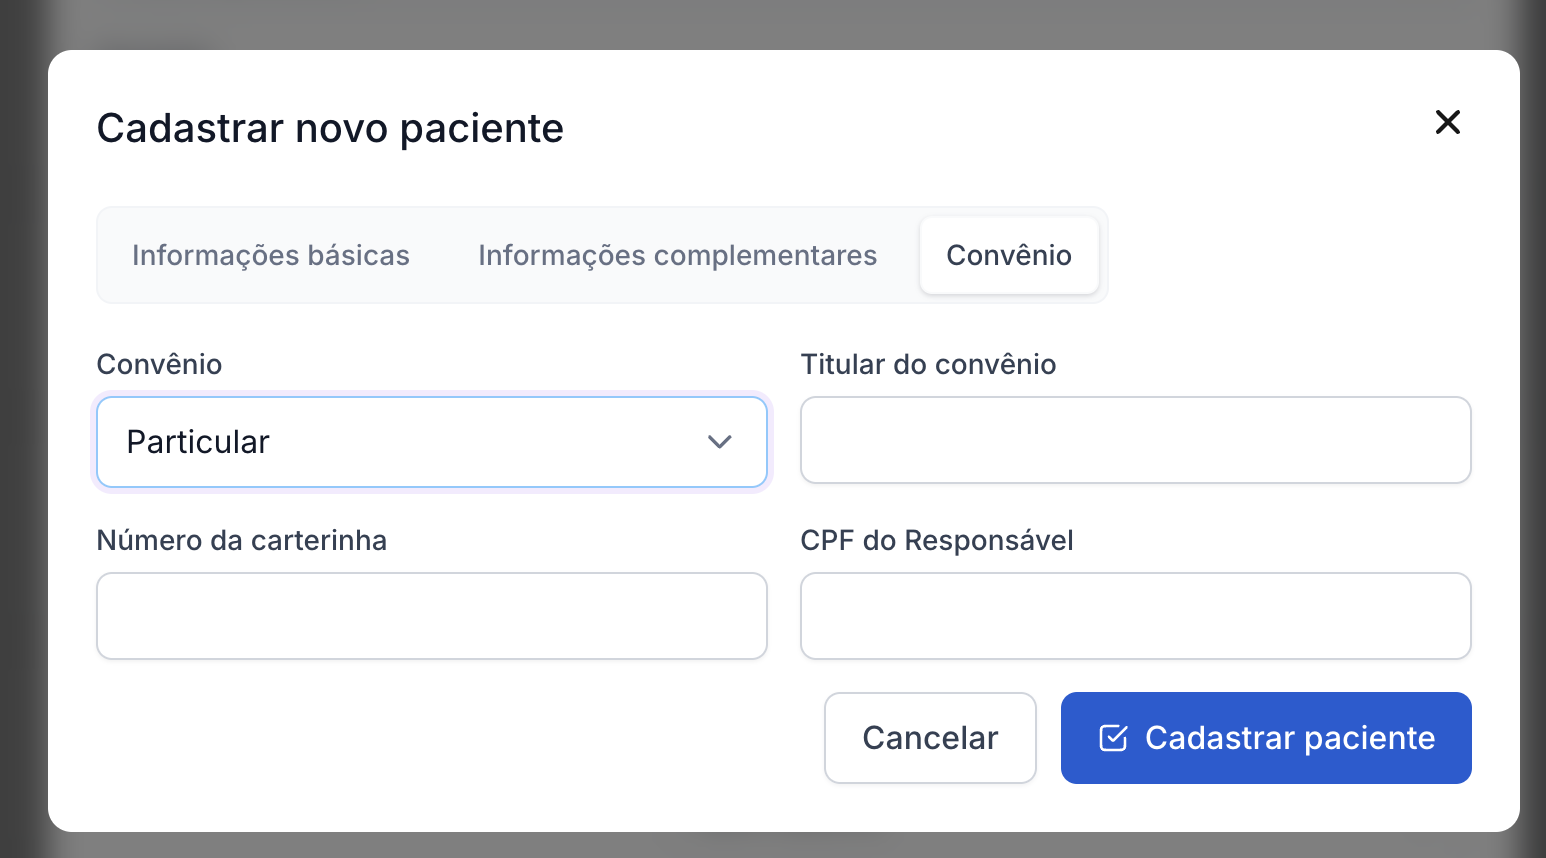 Cadastrar novo paciente
Informações básicas
Informações complementares
Convênio
Convênio
Titular do convênio
Particular
Número da carterinha
CPF do Responsável
Cancelar
Cadastrar paciente